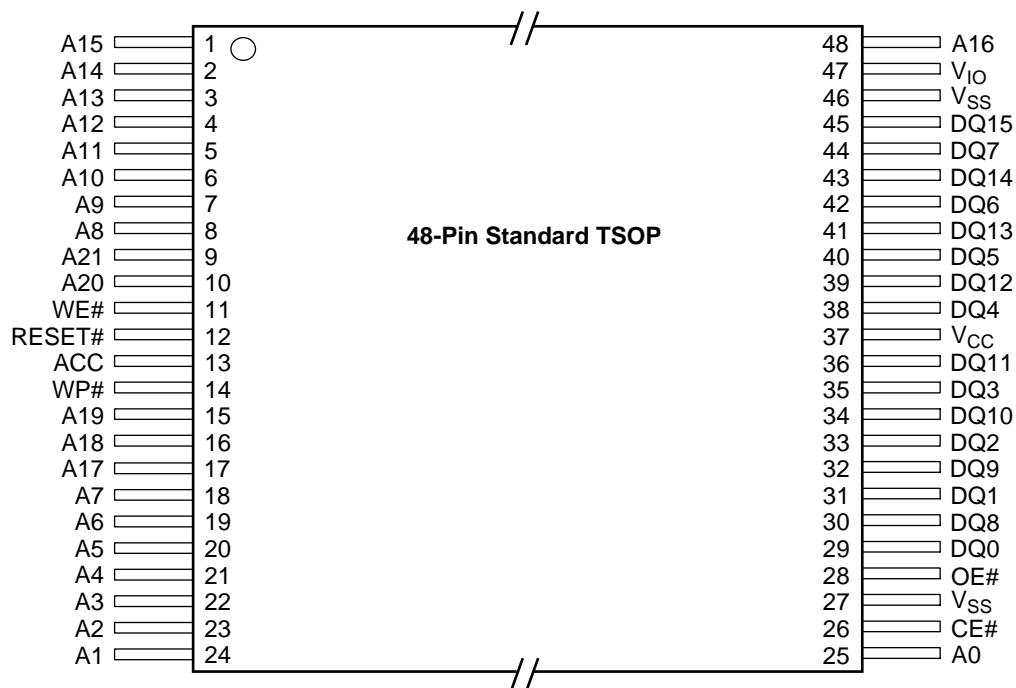 A15 1 48 A16
A14 2 47 VIO
A13 3 46 VSS
A12 4 45 DQ15
A11 5 44 DQ7
A10 6 43 DQ14
A9 7 42 DQ6
A8 8 48-Pin Standard TSOP 41 DQ13
A21 9 40 DQ5
A20 10 39 DQ12
WE# 11 38 DQ4
RESET# 12 37 VCC
ACC 13 36 DQ11
WP# 14 35 DQ3
A19 15 34 DQ10
A18 16 33 DQ2
A17 17 32 DQ9
A7 18 31 DQ1
A6 19 30 DQ8
A5 20 29 DQ0
A4 21 28 OE#
A3 22 27 VSS
A2 23 26 CE#
A1 24 25 A0